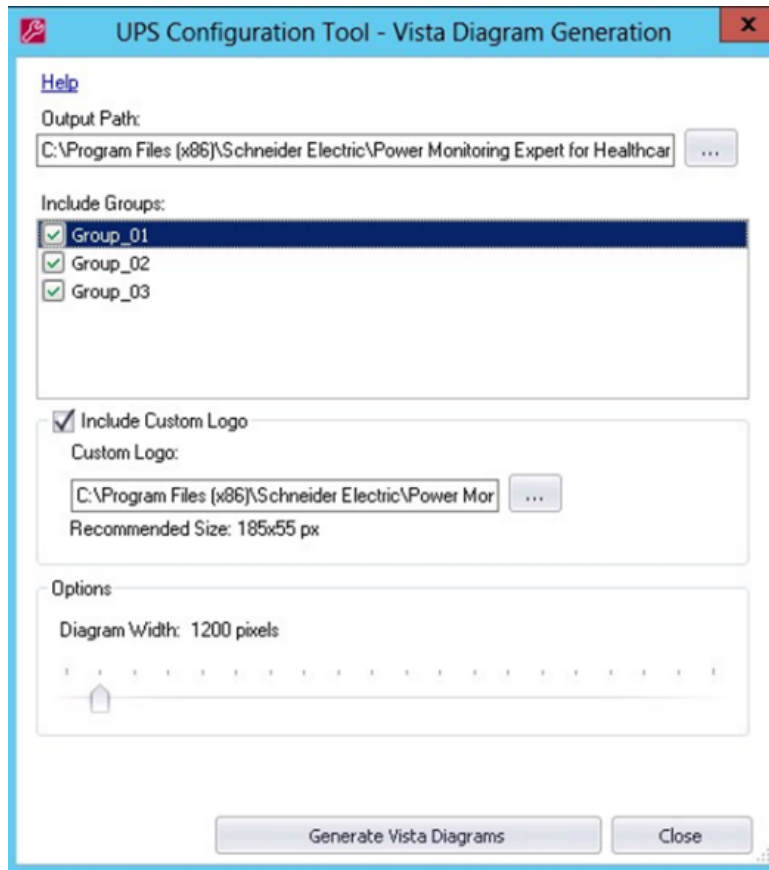 UPS Configuration Tool - Vista Diagram Generation
x
Help
Output Path:
C:\Program Files (x86)\Schneider Electric\Power Monitoring Expert for Healthcar
...
Include Groups:
Group_01
Group_02
Group_03
Include Custom Logo
Custom Logo:
C:\Program Files (x86)\Schneider Electric\Power Mor
...
Recommended Size: 185x55 px
Options
Diagram Width: 1200 pixels
Generate Vista Diagrams
Close